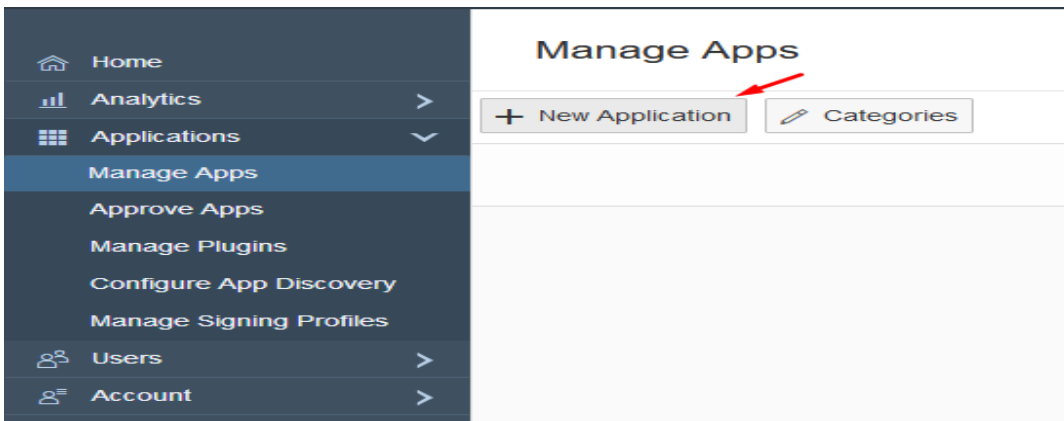 Home
Analytics
Applications
Manage Apps
Approve Apps
Manage Plugins
Configure App Discovery
Manage Signing Profiles
Users
Account
Manage Apps
+ New Application
Categories